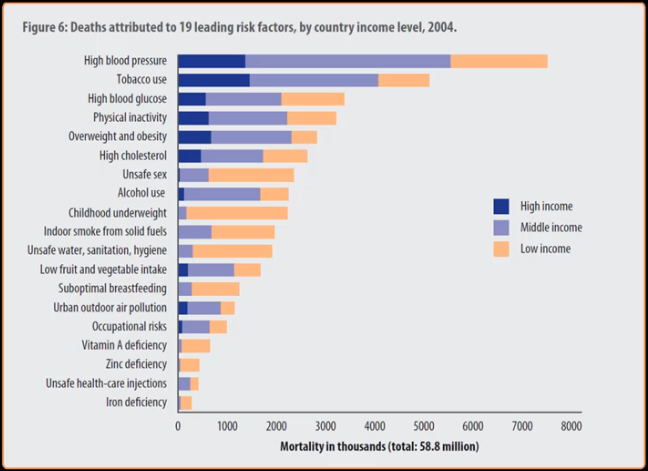 Figure 6: Deaths attributed to 19 leading risk factors, by country income level, 2004.
High blood pressure
Tobacco use
High blood glucose
Physical inactivity
Overweight and obesity
High cholesterol
Unsafe sex
Alcohol use
Childhood underweight
Indoor smoke from solid fuels
Unsafe water, sanitation, hygiene
Low fruit and vegetable intake
Suboptimal breastfeeding
Urban outdoor air pollution
Occupational risks
Vitamin A deficiency
Zinc deficiency
Unsafe health-care injections
Iron deficiency
High income
Middle income
Low income
0 1000 2000 3000 4000 5000 6000 7000 8000
Mortality in thousands (total: 58.8 million)